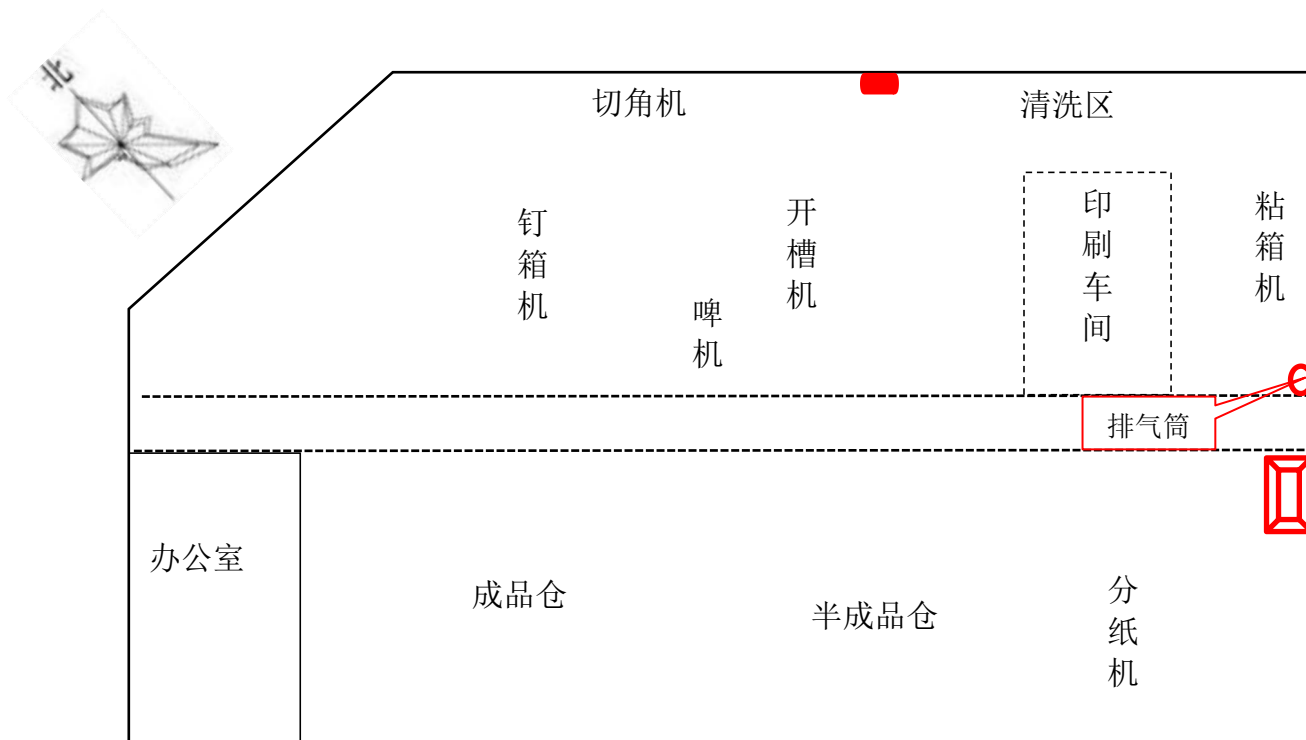 北
切角机
清洗区
钉箱机
啤机
开槽机
印刷车间
粘箱机
排气筒
办公室
成品仓
半成品仓
分纸机